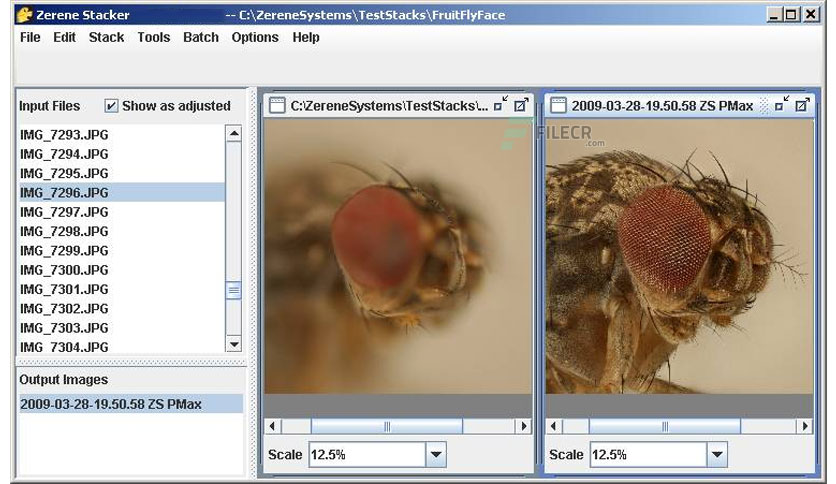 Zerene Stacker -- C:\ZereneSystems\TestStacks\FruitFlyFace
File Edit Stack Tools Batch Options Help
Input Files Show as adjusted
IMG_7293.JPG
IMG_7294.JPG
IMG_7295.JPG
IMG_7296.JPG
IMG_7297.JPG
IMG_7298.JPG
IMG_7299.JPG
IMG_7300.JPG
IMG_7301.JPG
IMG_7302.JPG
IMG_7303.JPG
IMG_7304.JPG
Output Images
2009-03-28-19.50.58 ZS PMax
C:\ZereneSystems\TestStacks\...
Scale 12.5%
2009-03-28-19.50.58 ZS PMax
FILECR
.com
Scale 12.5%